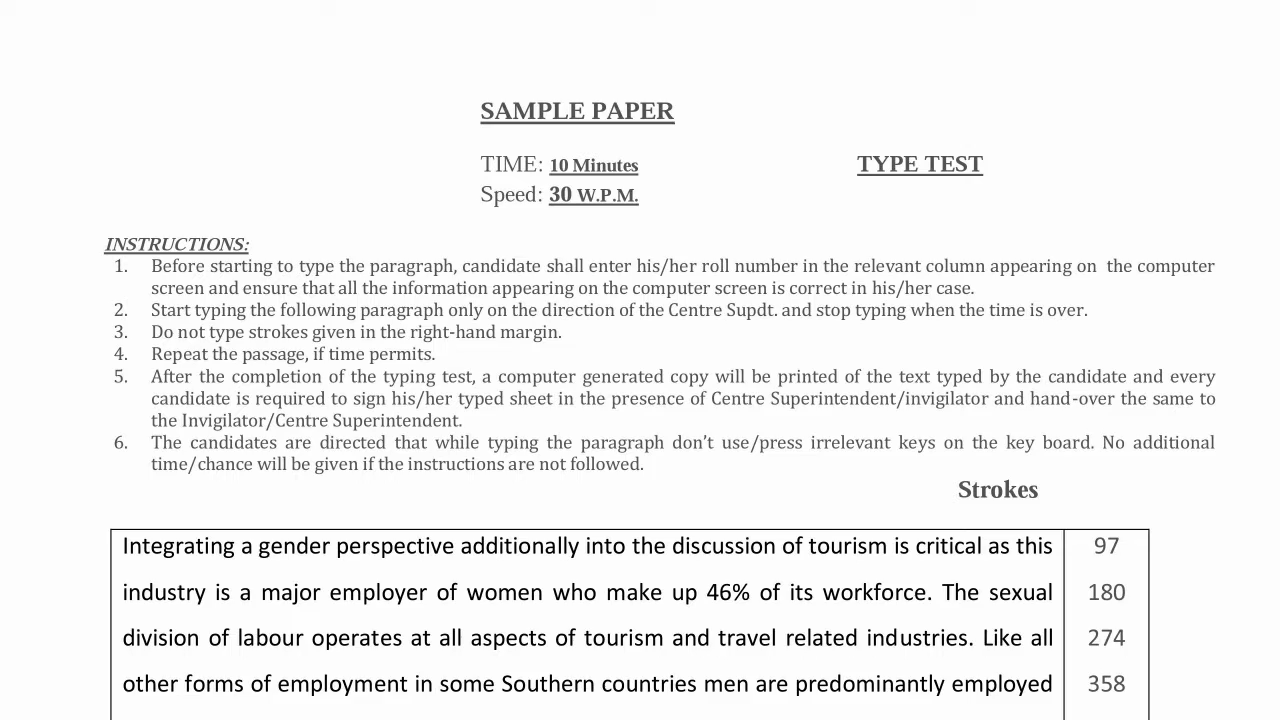 SAMPLE PAPER
TIME: 10 Minutes TYPE TEST
Speed: 30 W.P.M.
INSTRUCTIONS:
1. Before starting to type the paragraph, candidate shall enter his/her roll number in the relevant column appearing on the computer
screen and ensure that all the information appearing on the computer screen is correct in his/her case.
2. Start typing the following paragraph only on the direction of the Centre Supdt. and stop typing when the time is over.
3. Do not type strokes given in the right-hand margin.
4. Repeat the passage, if time permits.
5. After the completion of the typing test, a computer generated copy will be printed of the text typed by the candidate and every
candidate is required to sign his/her typed sheet in the presence of Centre Superintendent/invigilator and hand-over the same to
the Invigilator/Centre Superintendent.
6. The candidates are directed that while typing the paragraph don’t use/press irrelevant keys on the key board. No additional
time/chance will be given if the instructions are not followed.
Strokes
Integrating a gender perspective additionally into the discussion of tourism is critical as this 97
industry is a major employer of women who make up 46% of its workforce. The sexual 180
division of labour operates at all aspects of tourism and travel related industries. Like all 274
other forms of employment in some Southern countries men are predominantly employed 358